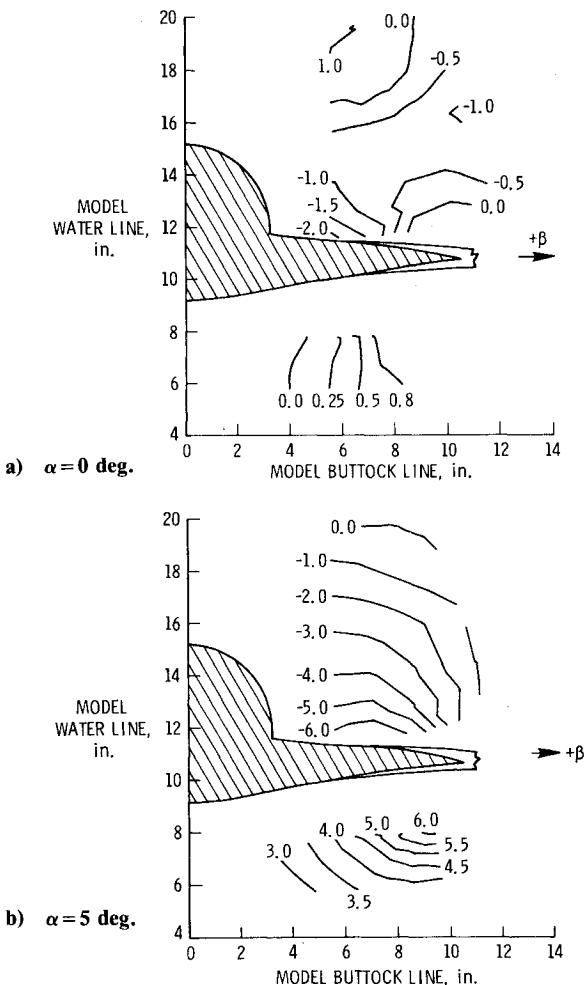 20
18
16
14
12
10
8
6
4
MODEL
WATER LINE,
in.
0.0
1.0
-0.5
-1.0
-1.0
-1.5
-2.0
-0.5
0.0
+β
0.0 0.25 0.5 0.8
0 2 4 6 8 10 12 14
MODEL BUTTOCK LINE, in.
a) α=0 deg.
20
18
16
14
12
10
8
6
4
MODEL
WATER LINE,
in.
0.0
-1.0
-2.0
-3.0
-4.0
-5.0
-6.0
+β
3.0
4.0
5.0
6.0
5.5
4.5
3.5
0 2 4 6 8 10 12 14
MODEL BUTTOCK LINE, in.
b) α=5 deg.